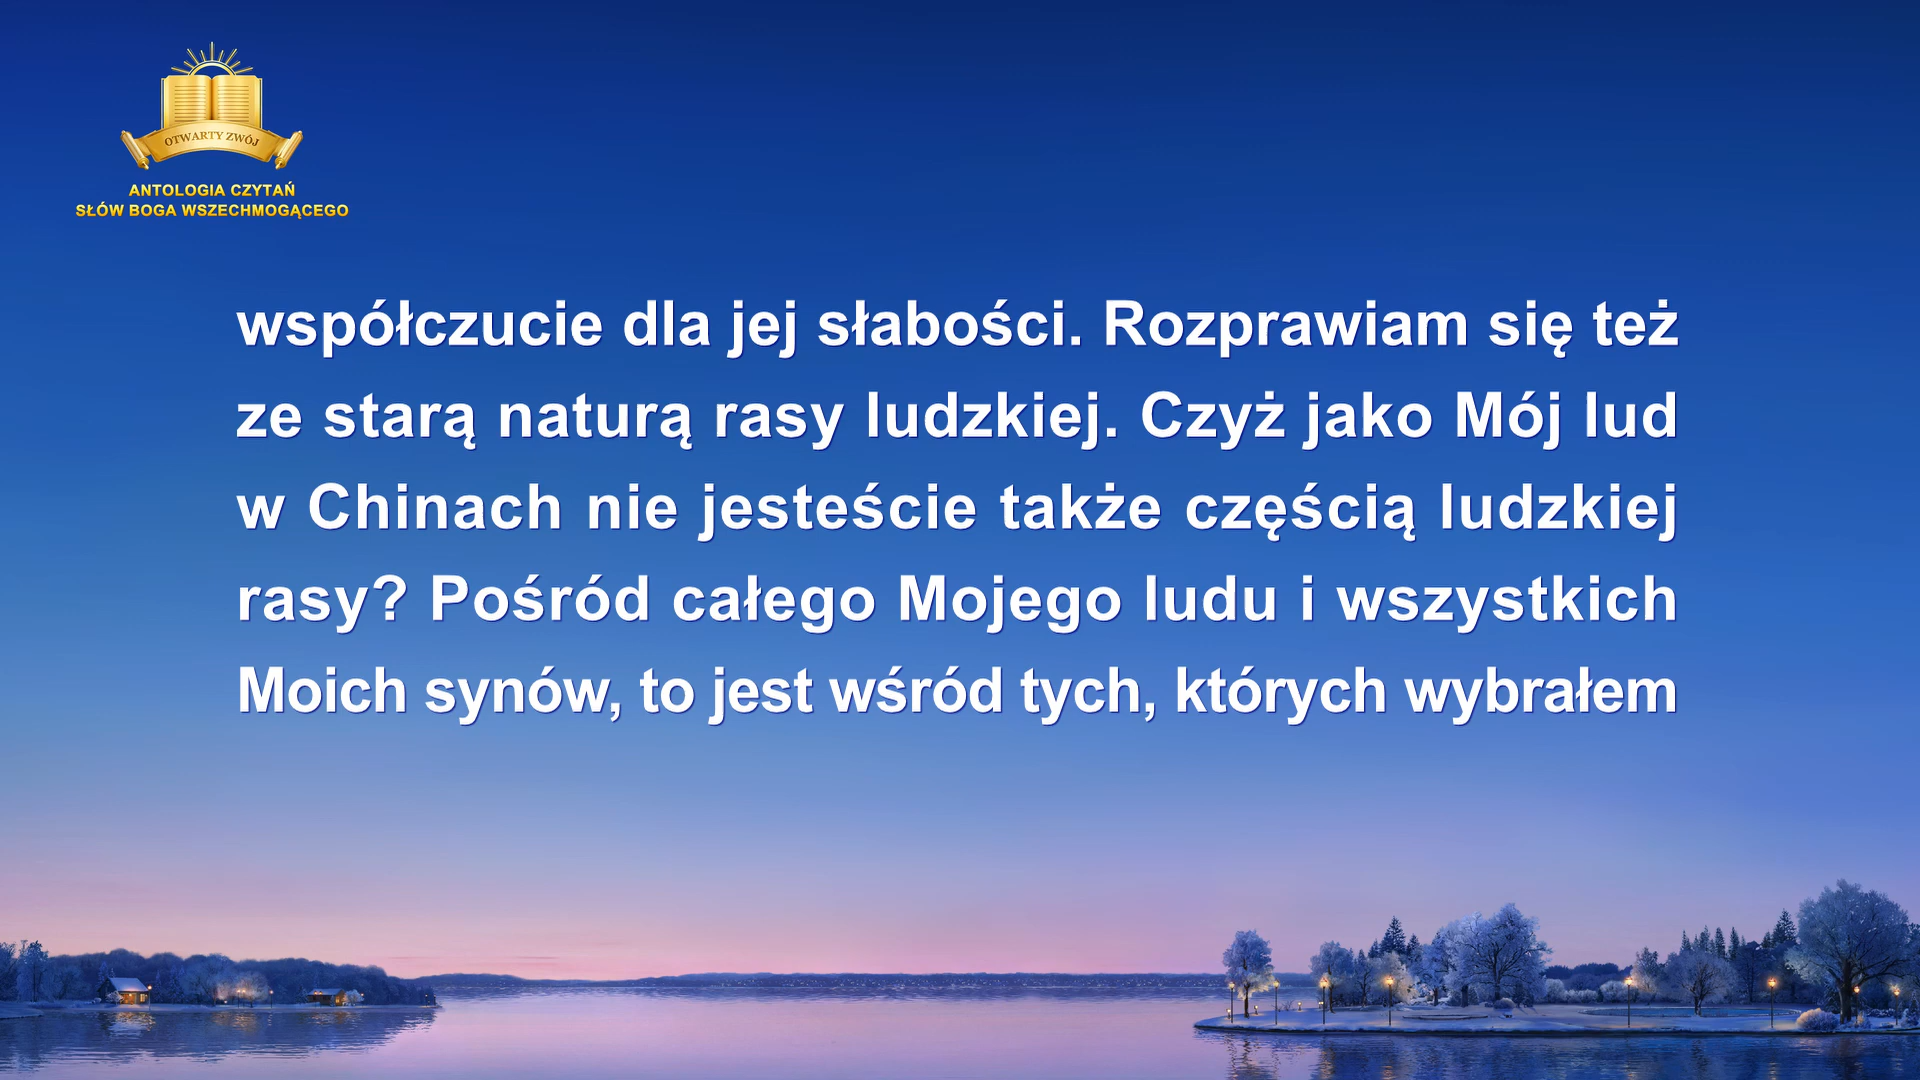 OTWARTY ZWÓJ
ANTOLOGIA CZYTAŃ
SŁÓW BOGA WSZECHMOGĄCEGO
współczucie dla jej słabości. Rozprawiam się też
ze starą naturą rasy ludzkiej. Czyż jako Mój lud
w Chinach nie jesteście także częścią ludzkiej
rasy? Pośród całego Mojego ludu i wszystkich
Moich synów, to jest wśród tych, których wybrałem